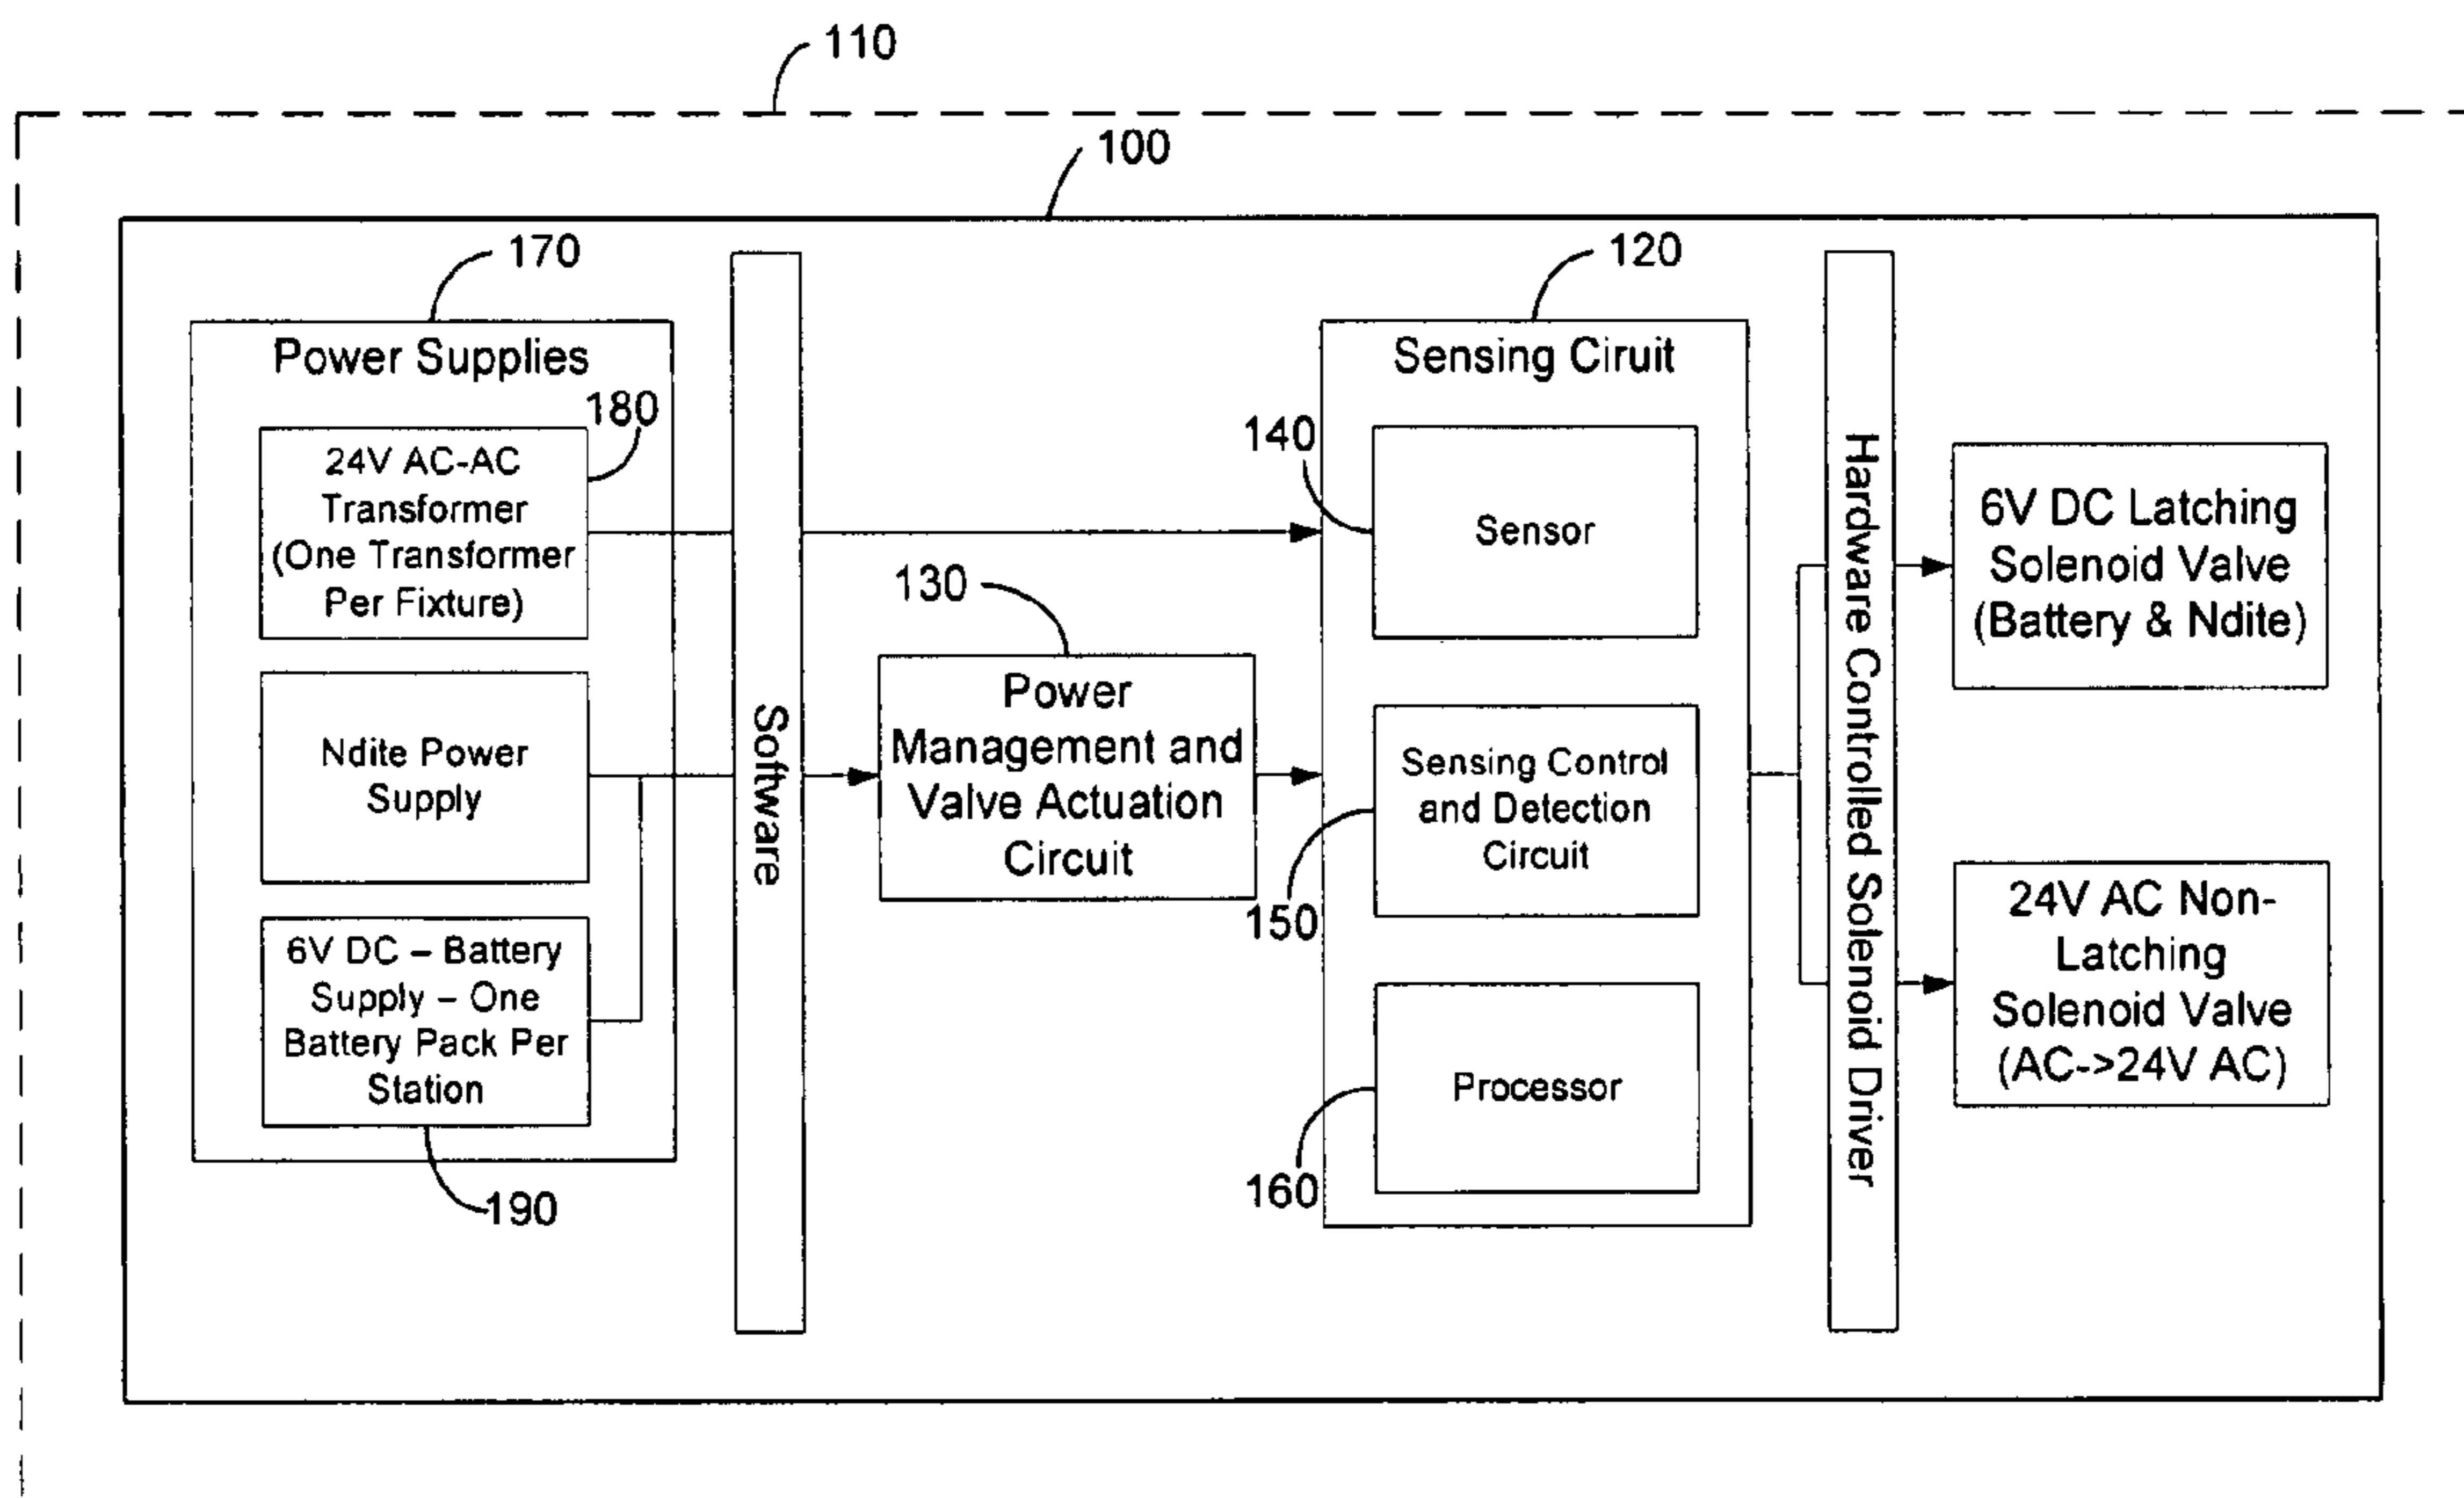 110
100
170
Power Supplies
180
24V AC-AC
Transformer
(One Transformer
Per Fixture)
Ndite Power
Supply
6V DC – Battery
Supply – One
Battery Pack Per
Station
190
Software
130
Power
Management and
Valve Actuation
Circuit
120
Sensing Ciruit
140
Sensor
150
Sensing Control
and Detection
Circuit
160
Processor
Hardware Controlled Solenoid Driver
6V DC Latching
Solenoid Valve
(Battery & Ndite)
24V AC Non-
Latching
Solenoid Valve
(AC->24V AC)